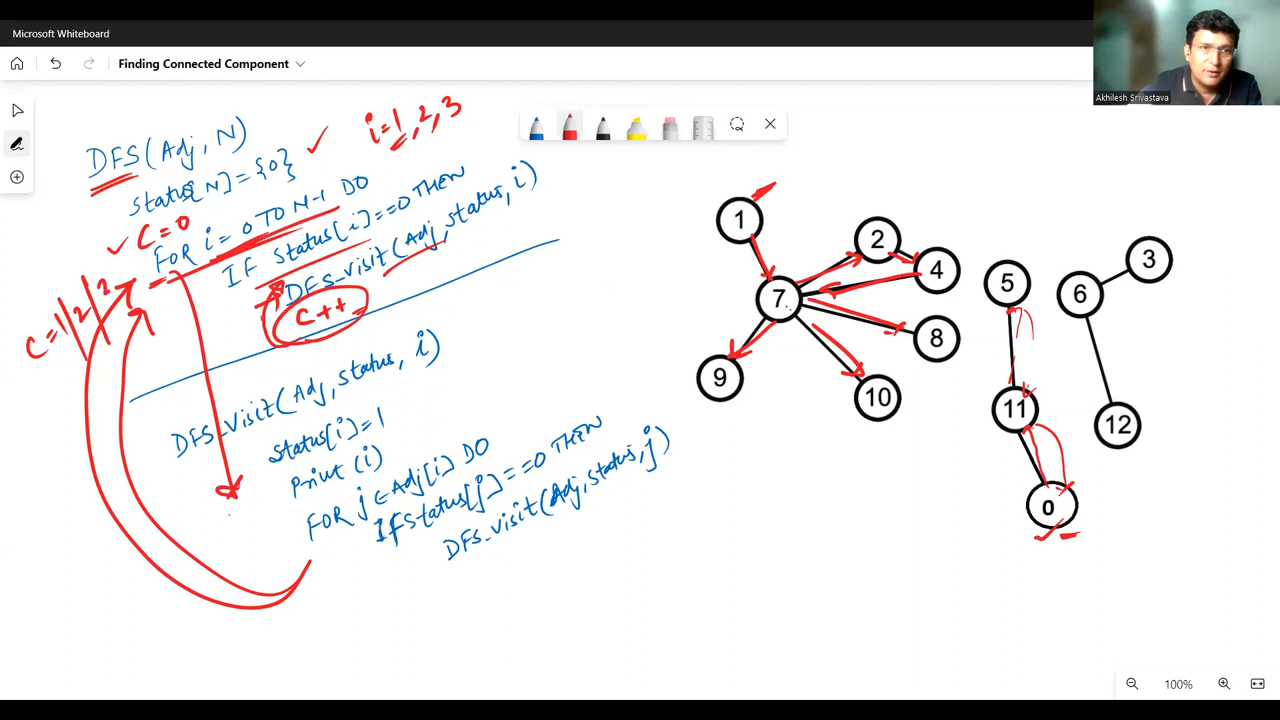 Microsoft Whiteboard
Finding Connected Component
Akhilesh Srivastava
DFS(Adj, N)
i=1, 2, 3
status[N]={0}
C=0
FOR i=0 TO N-1 DO
IF status[i]==0 THEN
DFS_visit(Adj, status, i)
C++
C=1/2/2
DFS_visit(Adj, status, i)
status[i]=1
print(i)
FOR j∈Adj[i] DO
IF status[j]==0 THEN
DFS_visit(Adj, status, j)
1
2
4
7
8
9
10
5
11
0
3
6
12
100%